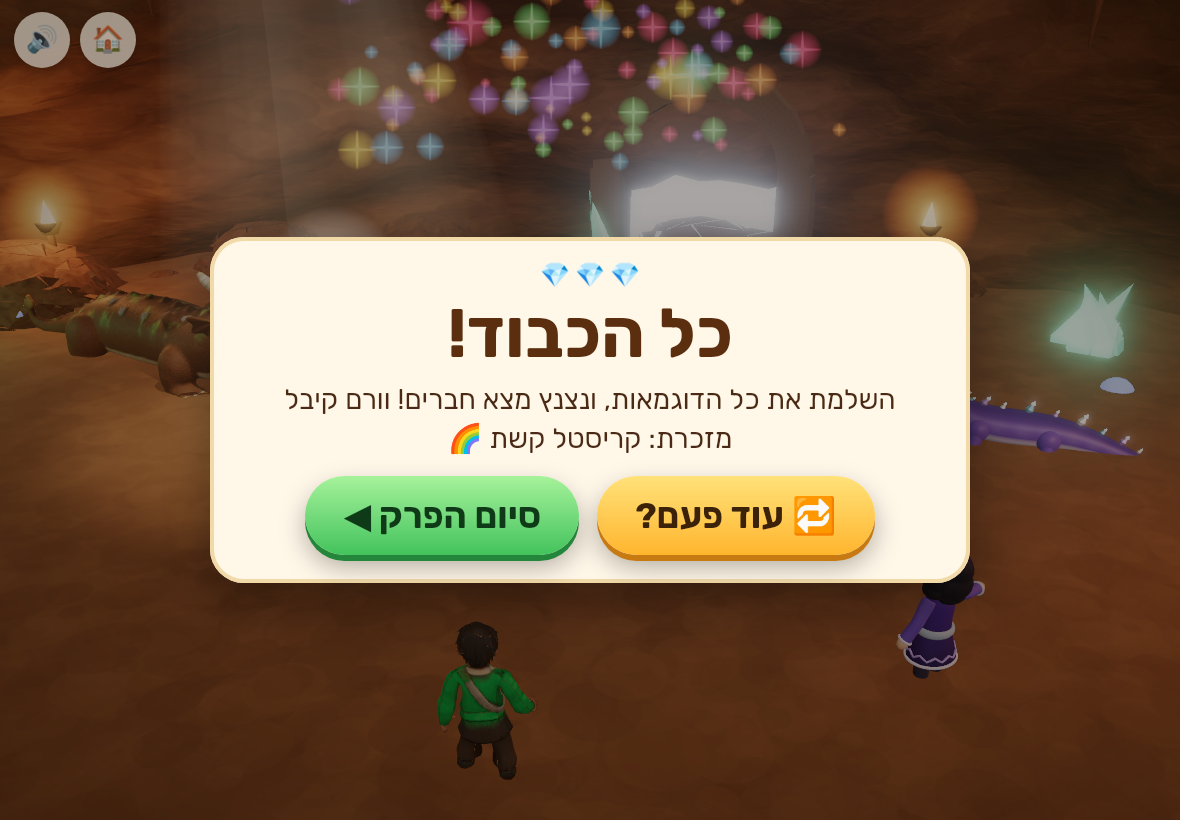 כל הכבוד!
השלמת את כל הדוגמאות, ונצנץ מצא חברים! וורם קיבל
מזכרת: קריסטל קשת 🌈
🔁 עוד פעם?
סיום הפרק ◀